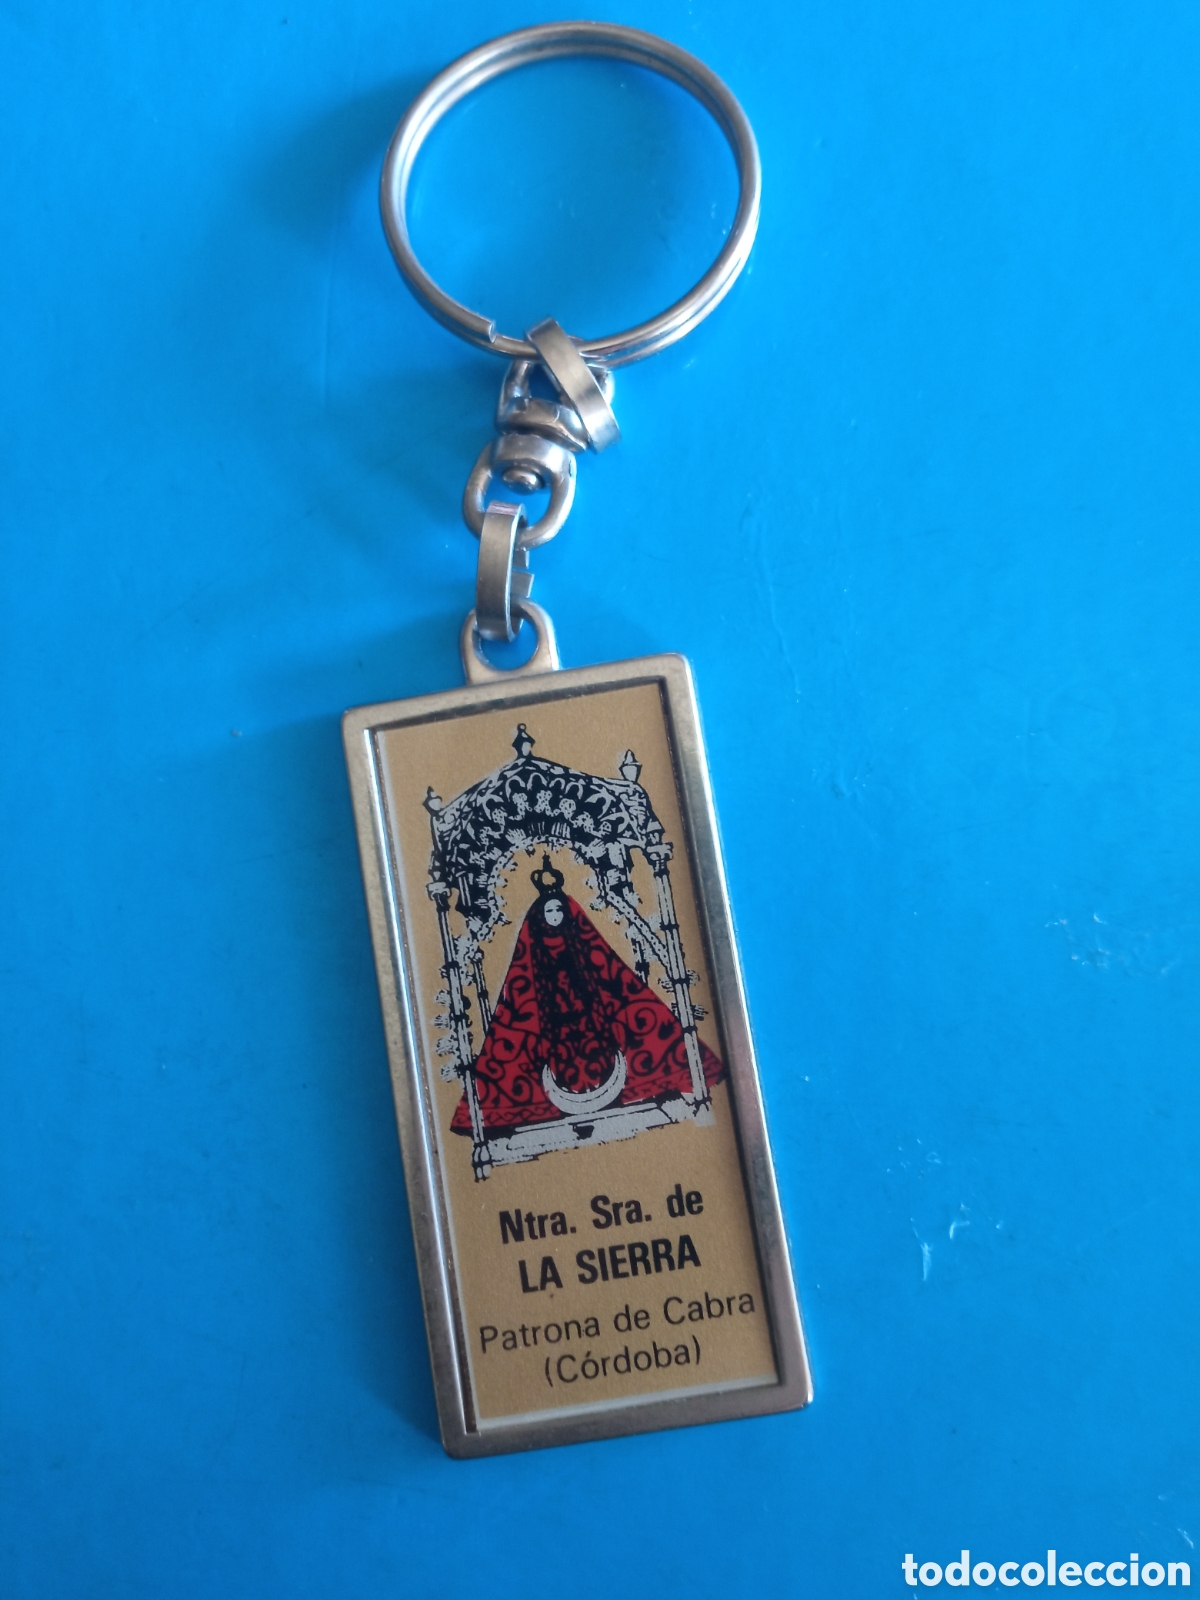 Ntra. Sra. de
LA SIERRA
Patrona de Cabra
(Córdoba)
todocoleccion